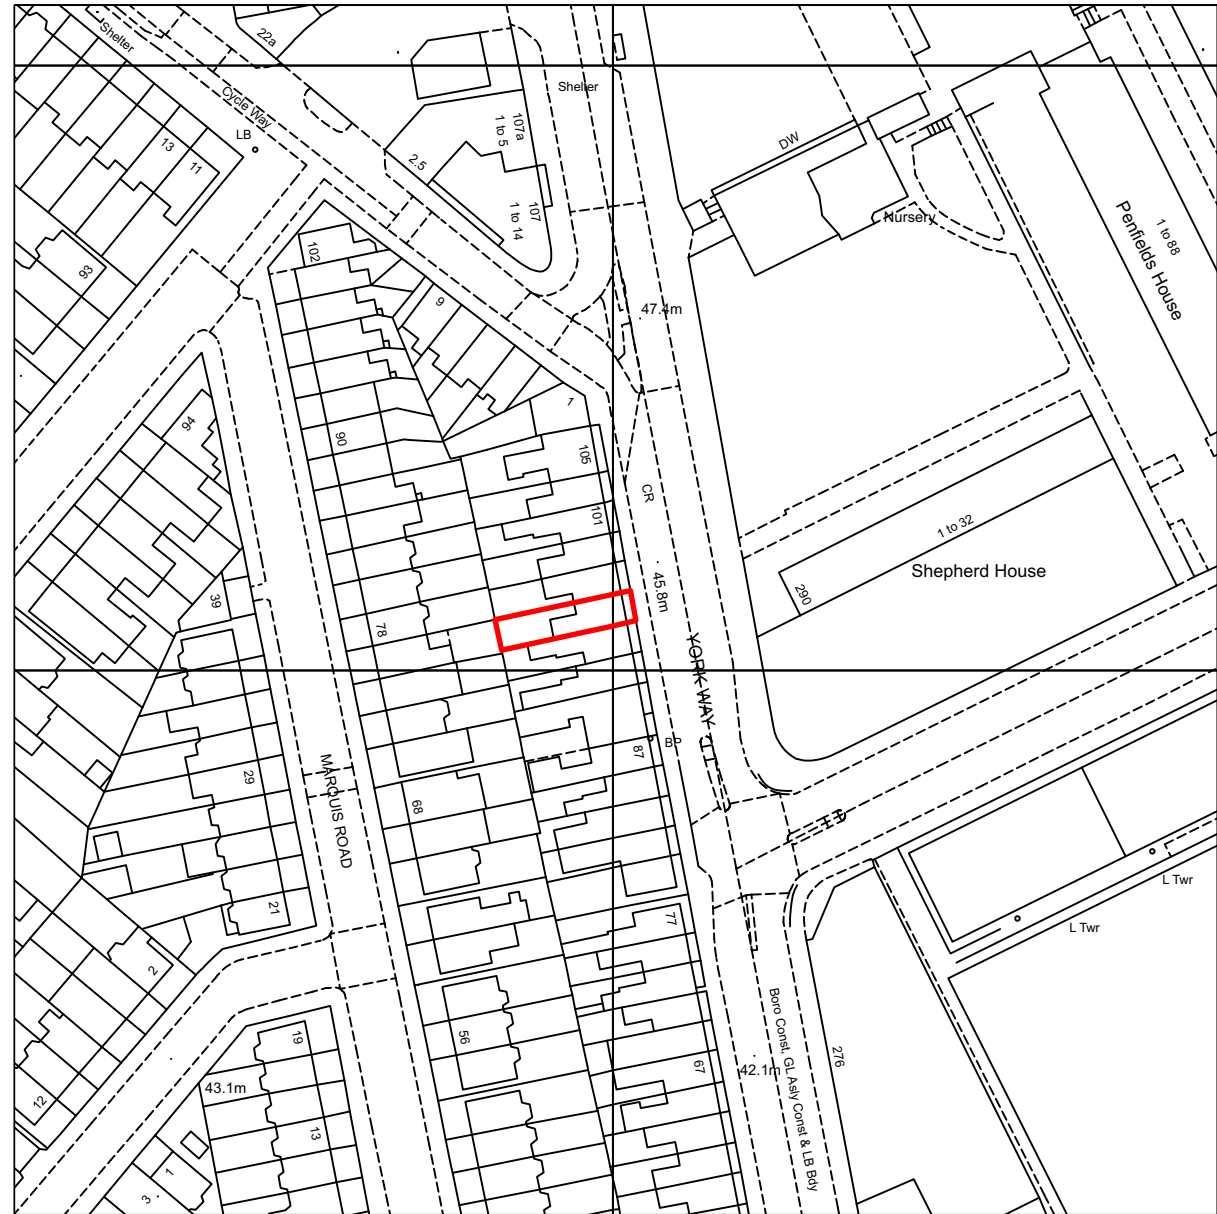 Shelter
22a
Cycle Way
LB
13
11
93
Shelter
107a
1 to 5
2.5
107
1 to 14
DW
Nursery
Penfields House
1 to 88
102
9
47.4m
94
90
1
105
101
CR
1 to 32
Shepherd House
290
45.8m
39
78
YORK WAY
BP
87
MARQUIS ROAD
29
68
21
77
L Twr
L Twr
2
56
19
43.1m
13
12
1
3
67
42.1m
276
Boro Const, GL Asly Const & LB Bdy